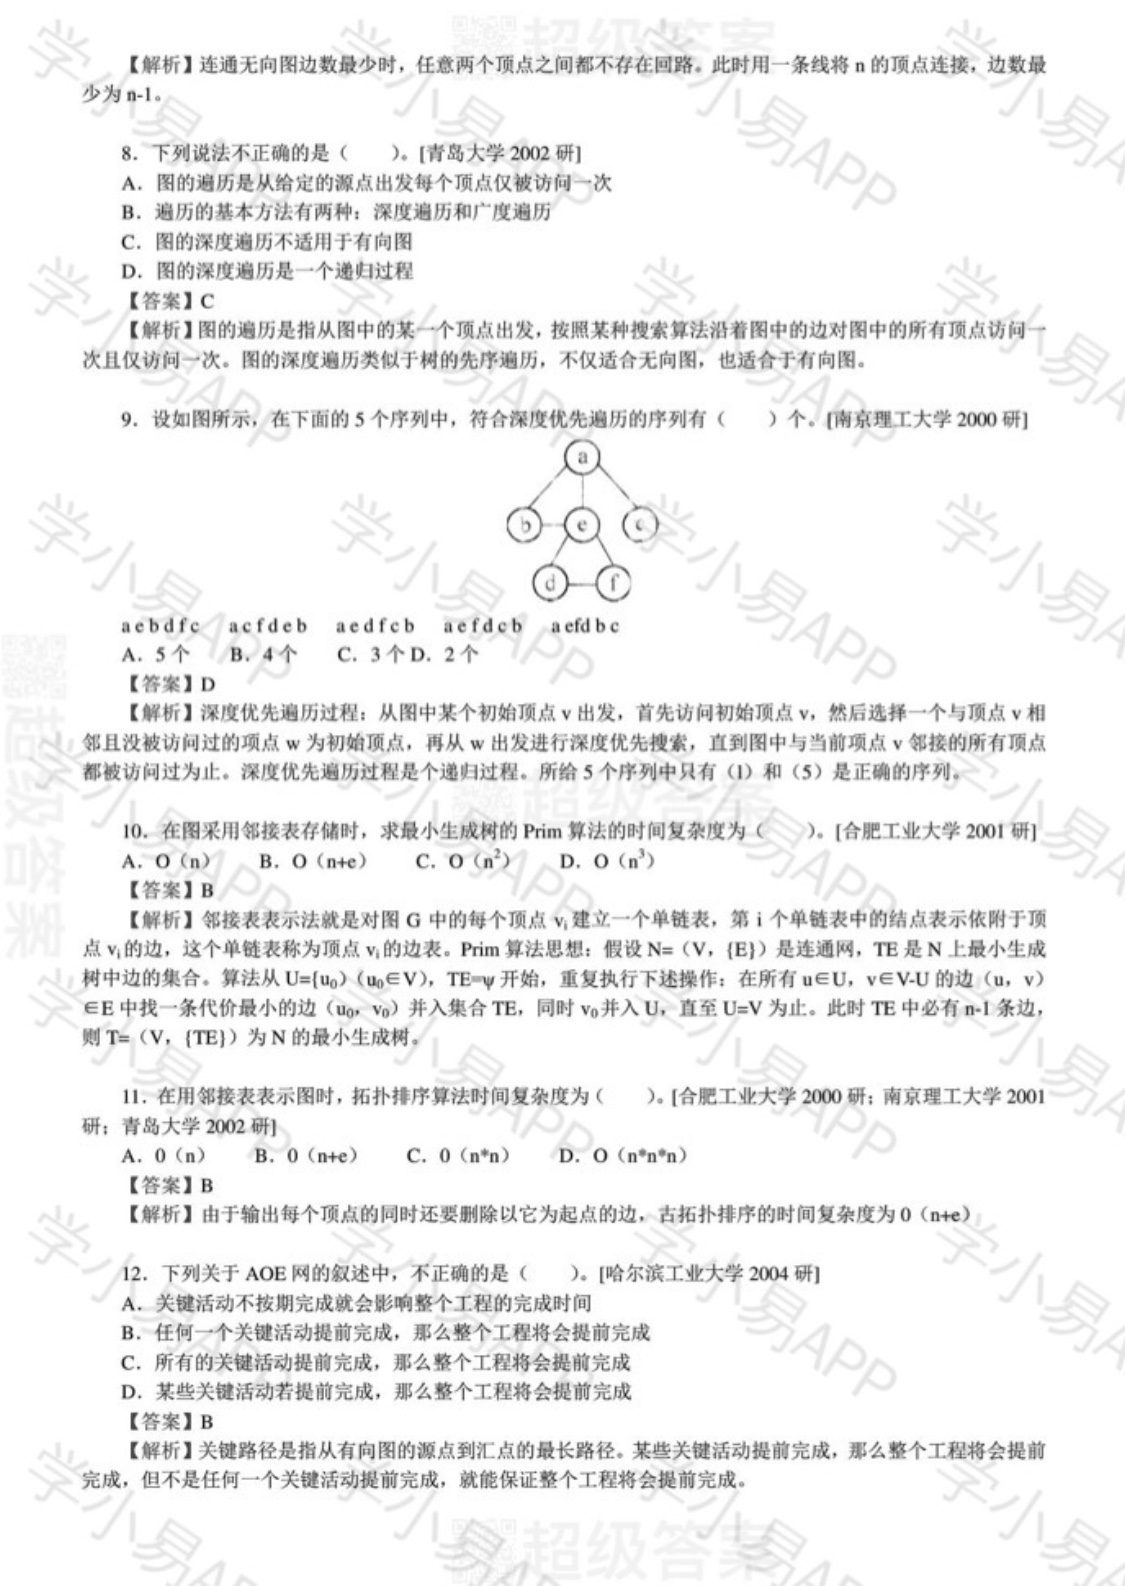 【解析】连通无向图边数最少时，任意两个顶点之间都不存在回路。此时用一条线将 n 的顶点连接，边数最
少为 n-1。
8．下列说法不正确的是（　　）。[青岛大学 2002 研]
A．图的遍历是从给定的源点出发每个顶点仅被访问一次
B．遍历的基本方法有两种：深度遍历和广度遍历
C．图的深度遍历不适用于有向图
D．图的深度遍历是一个递归过程
【答案】C
【解析】图的遍历是指从图中的某一个顶点出发，按照某种搜索算法沿着图中的边对图中的所有顶点访问一
次且仅访问一次。图的深度遍历类似于树的先序遍历，不仅适合无向图，也适合于有向图。
9．设如图所示，在下面的 5 个序列中，符合深度优先遍历的序列有（　　）个。[南京理工大学 2000 研]
a
b e c
d f
a e b d f c　a c f d e b　a e d f c b　a e f d c b　a efd b c
A．5 个　B．4 个　C．3 个 D．2 个
【答案】D
【解析】深度优先遍历过程：从图中某个初始顶点 v 出发，首先访问初始顶点 v，然后选择一个与顶点 v 相
邻且没被访问过的项点 w 为初始顶点，再从 w 出发进行深度优先搜索，直到图中与当前项点 v 邻接的所有顶点
都被访问过为止。深度优先遍历过程是个递归过程。所给 5 个序列中只有（1）和（5）是正确的序列。
10．在图采用邻接表存储时，求最小生成树的 Prim 算法的时间复杂度为（　　）。[合肥工业大学 2001 研]
A．O（n）　B．O（n+e）　C．O（n²）　D．O（n³）
【答案】B
【解析】邻接表表示法就是对图 G 中的每个顶点 vᵢ 建立一个单链表，第 i 个单链表中的结点表示依附于顶
点 vᵢ 的边，这个单链表称为顶点 vᵢ 的边表。Prim 算法思想：假设 N=（V，{E}）是连通网，TE 是 N 上最小生成
树中边的集合。算法从 U={u₀}（u₀∈V），TE=ψ 开始，重复执行下述操作：在所有 u∈U，v∈V-U 的边（u，v）
∈E 中找一条代价最小的边（u₀，v₀）并入集合 TE，同时 v₀ 并入 U，直至 U=V 为止。此时 TE 中必有 n-1 条边，
则 T=（V，{TE}）为 N 的最小生成树。
11．在用邻接表表示图时，拓扑排序算法时间复杂度为（　　）。[合肥工业大学 2000 研；南京理工大学 2001
研；青岛大学 2002 研]
A．0（n）　B．0（n+e）　C．0（n*n）　D．O（n*n*n）
【答案】B
【解析】由于输出每个顶点的同时还要删除以它为起点的边，古拓扑排序的时间复杂度为 0（n+e）
12．下列关于 AOE 网的叙述中，不正确的是（　　）。[哈尔滨工业大学 2004 研]
A．关键活动不按期完成就会影响整个工程的完成时间
B．任何一个关键活动提前完成，那么整个工程将会提前完成
C．所有的关键活动提前完成，那么整个工程将会提前完成
D．某些关键活动若提前完成，那么整个工程将会提前完成
【答案】B
【解析】关键路径是指从有向图的源点到汇点的最长路径。某些关键活动提前完成，那么整个工程将会提前
完成，但不是任何一个关键活动提前完成，就能保证整个工程将会提前完成。
学小易APP
超级答案